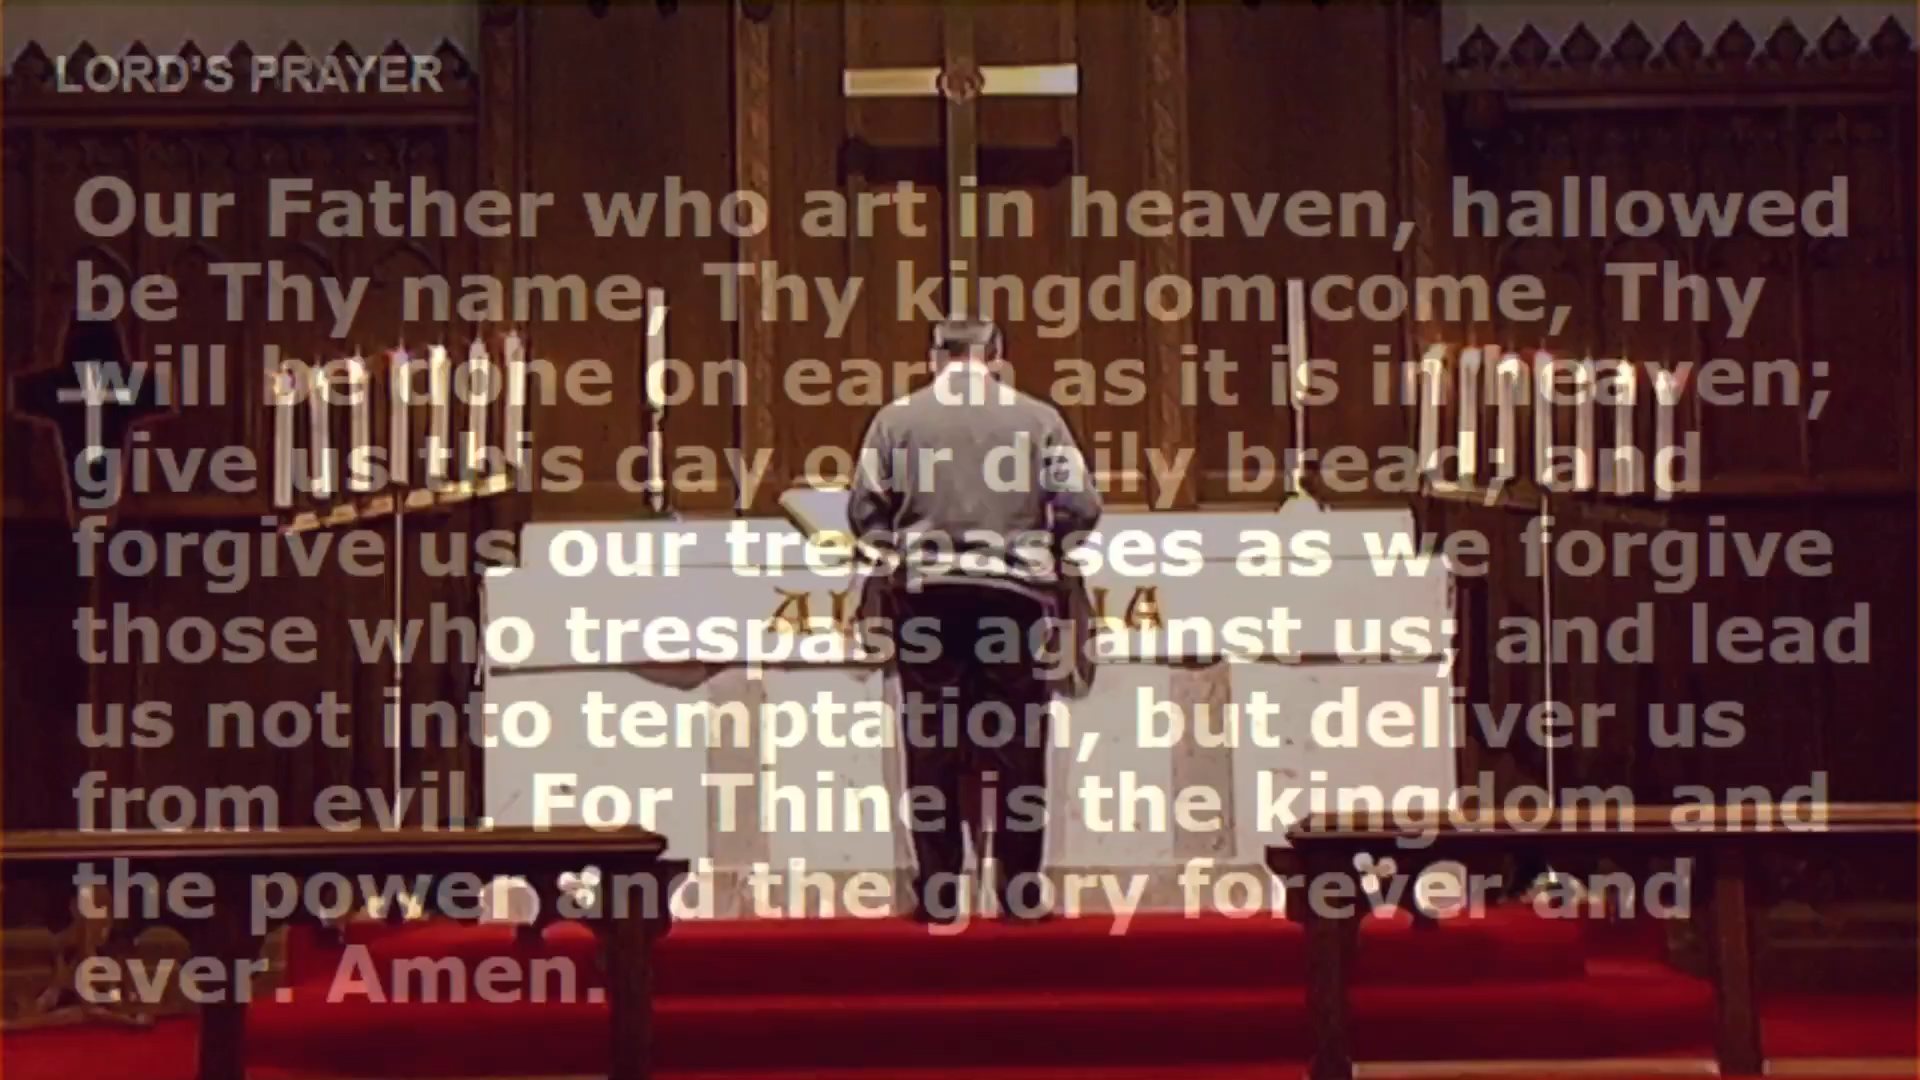 LORD'S PRAYER
Our Father who art in heaven, hallowed
be Thy name, Thy kingdom come, Thy
will be done on earth as it is in heaven;
give us this day our daily bread; and
forgive us our trespasses as we forgive
those who trespass against us; and lead
us not into temptation, but deliver us
from evil. For Thine is the kingdom and
the power and the glory forever and
ever. Amen.